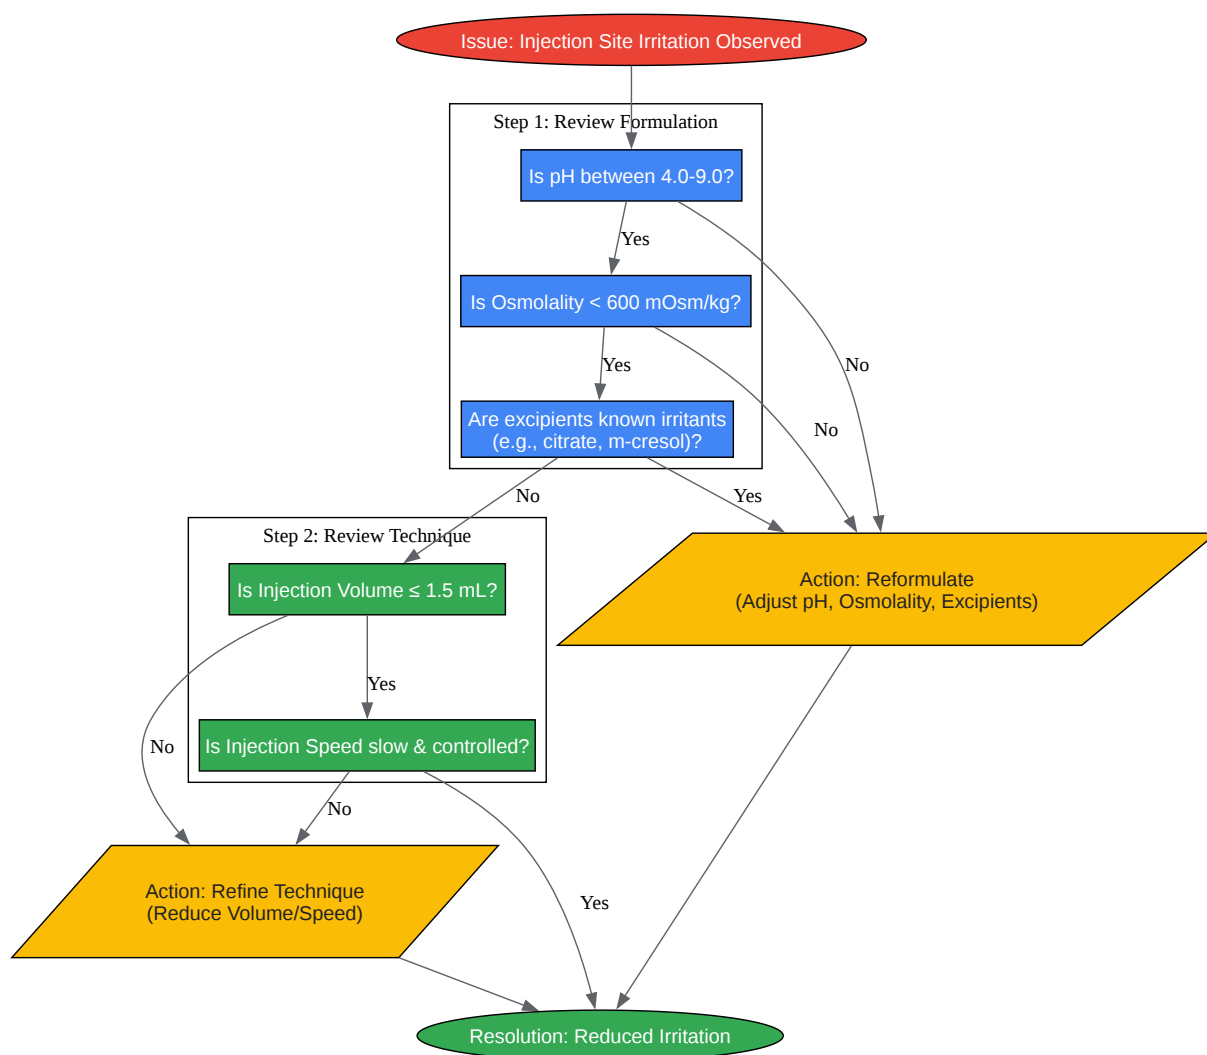 Issue: Injection Site Irritation Observed
Step 1: Review Formulation
Is pH between 4.0-9.0?
Yes
Is Osmolality < 600 mOsm/kg?
Yes
No
Are excipients known irritants
(e.g., citrate, m-cresol)?
No
No
Yes
Step 2: Review Technique
Is Injection Volume ≤ 1.5 mL?
Action: Reformulate
(Adjust pH, Osmolality, Excipients)
Yes
Is Injection Speed slow & controlled?
No
No
Action: Refine Technique
(Reduce Volume/Speed)
Yes
Resolution: Reduced Irritation